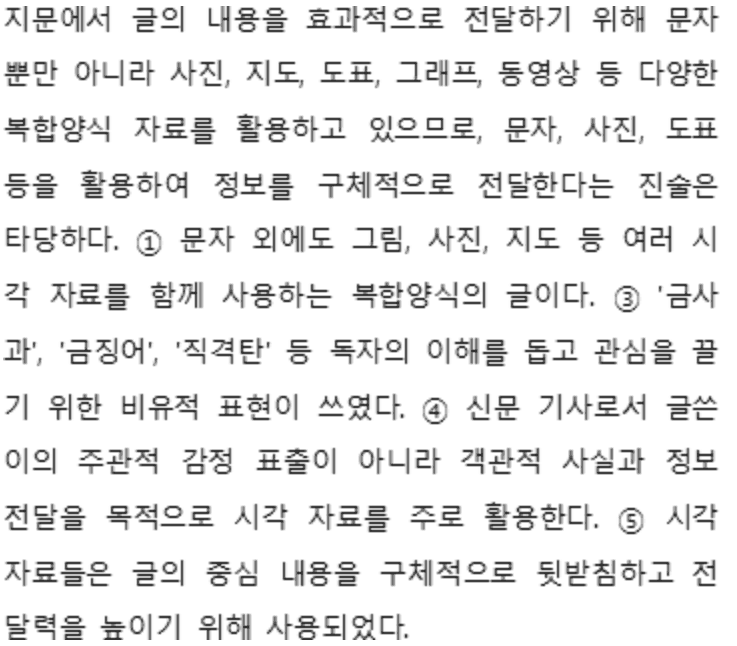 지문에서 글의 내용을 효과적으로 전달하기 위해 문자
뿐만 아니라 사진, 지도, 도표, 그래프, 동영상 등 다양한
복합양식 자료를 활용하고 있으므로, 문자, 사진, 도표
등을 활용하여 정보를 구체적으로 전달한다는 진술은
타당하다. ① 문자 외에도 그림, 사진, 지도 등 여러 시
각 자료를 함께 사용하는 복합양식의 글이다. ③ '금사
과', '금징어', '직격탄' 등 독자의 이해를 돕고 관심을 끌
기 위한 비유적 표현이 쓰였다. ④ 신문 기사로서 글쓴
이의 주관적 감정 표출이 아니라 객관적 사실과 정보
전달을 목적으로 시각 자료를 주로 활용한다. ⑤ 시각
자료들은 글의 중심 내용을 구체적으로 뒷받침하고 전
달력을 높이기 위해 사용되었다.